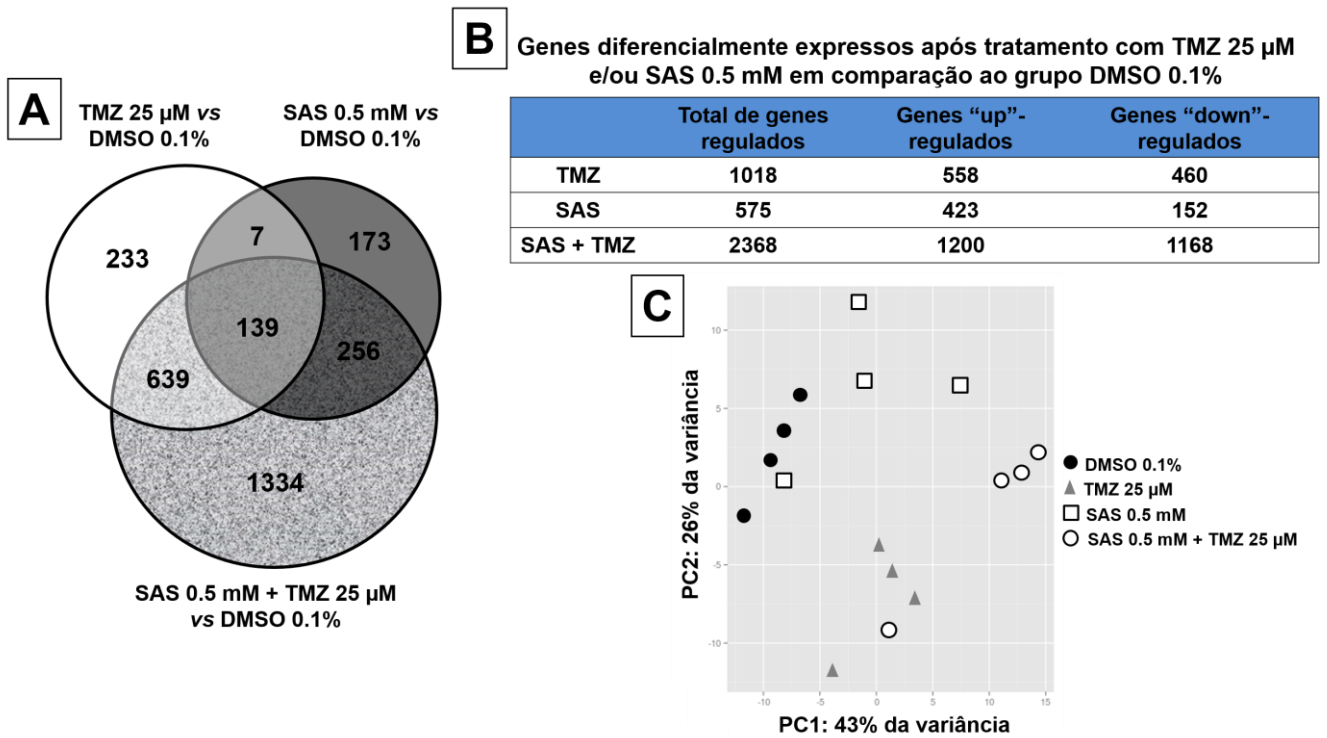 A
TMZ 25 µM vs
DMSO 0.1%
SAS 0.5 mM vs
DMSO 0.1%
7
173
233
139
256
639
1334
SAS 0.5 mM + TMZ 25 µM
vs DMSO 0.1%
B
Genes diferencialmente expressos após tratamento com TMZ 25 µM
e/ou SAS 0.5 mM em comparação ao grupo DMSO 0.1%
Total de genes regulados Genes “up”-regulados Genes “down”-regulados
TMZ 1018 558 460
SAS 575 423 152
SAS + TMZ 2368 1200 1168
C
PC2: 26% da variância
10
5
0
-5
-10
-10 -5 0 5 10 15
PC1: 43% da variância
DMSO 0.1%
TMZ 25 µM
SAS 0.5 mM
SAS 0.5 mM + TMZ 25 µM